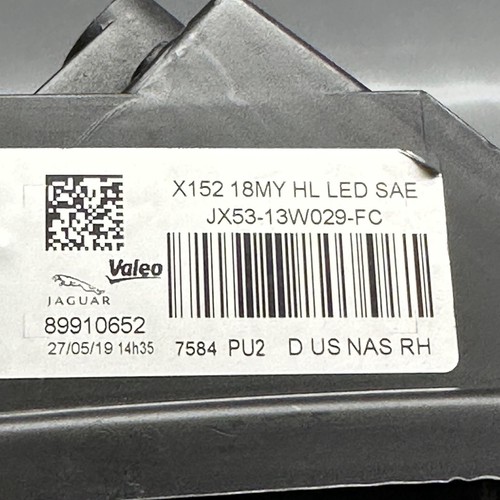 X152 18MY HL LED SAE
JX53-13W029-FC
Valeo
JAGUAR
89910652
27/05/19 14h35
7584 PU2 D US NAS RH